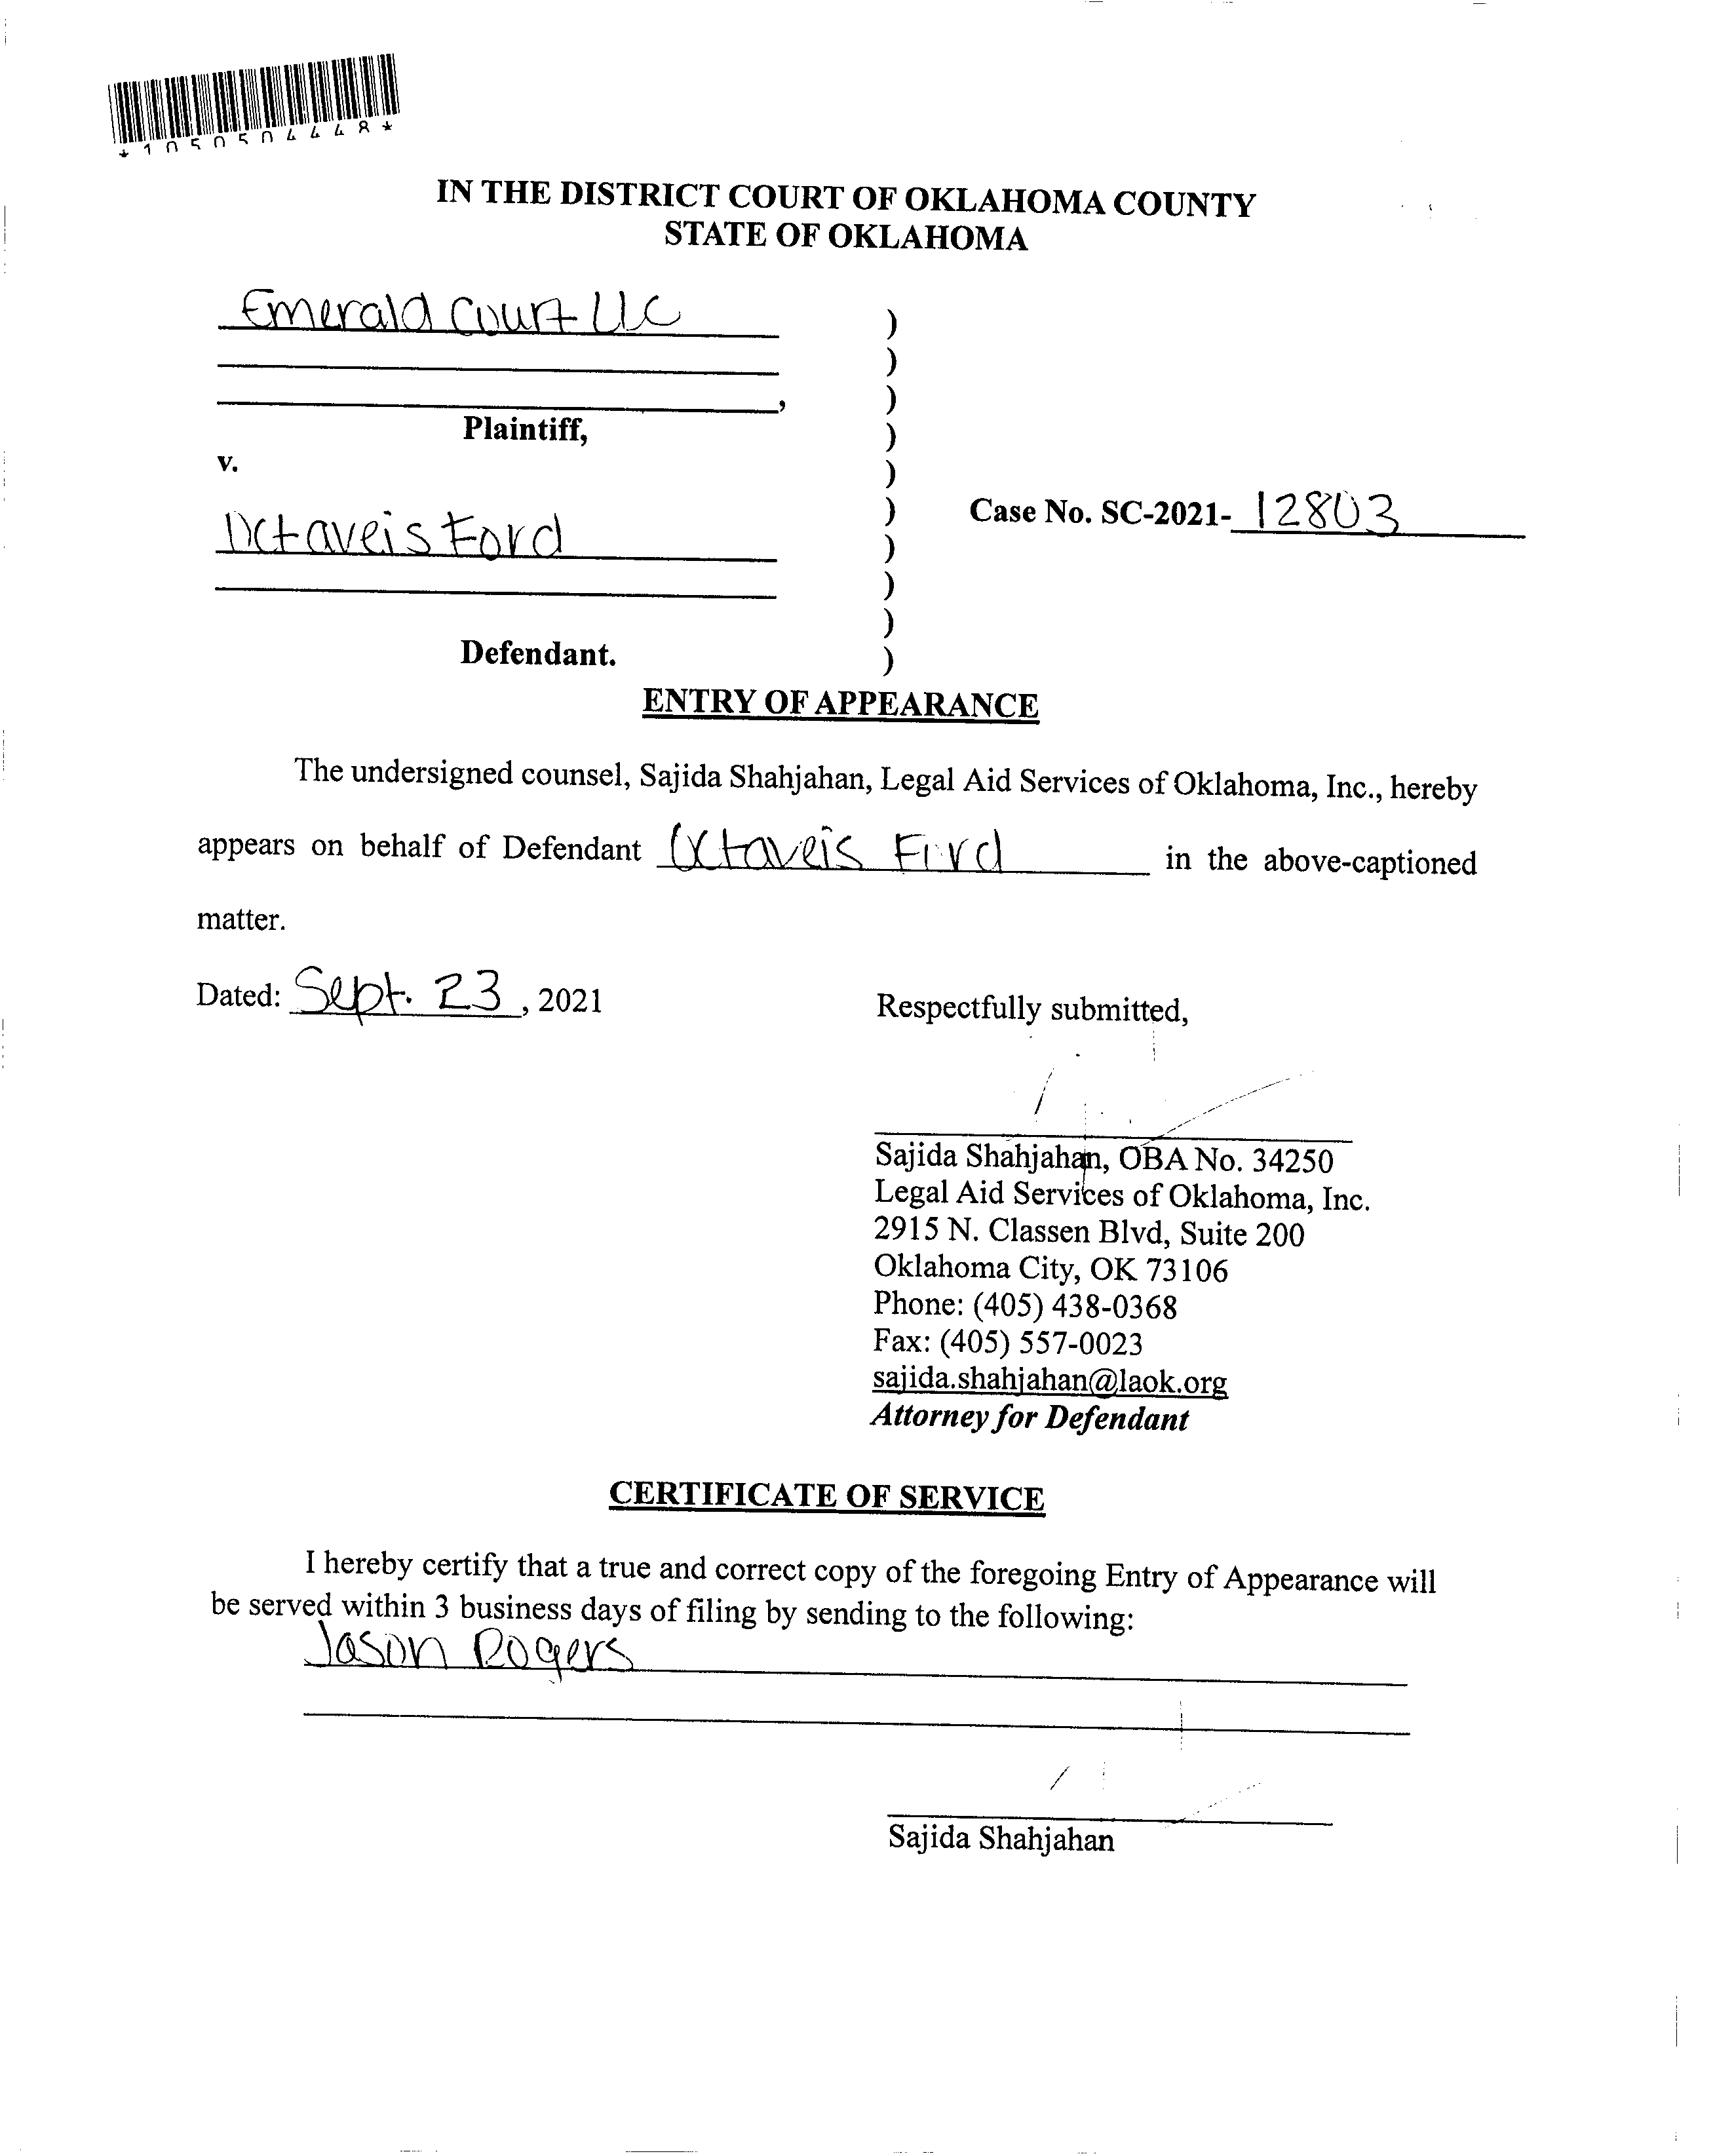 *1050504448*
IN THE DISTRICT COURT OF OKLAHOMA COUNTY
STATE OF OKLAHOMA
Emerald Court LLC )
)
, )
Plaintiff, )
v. )
) Case No. SC-2021- 12803
Octaveis Ford )
)
)
Defendant. )
ENTRY OF APPEARANCE
The undersigned counsel, Sajida Shahjahan, Legal Aid Services of Oklahoma, Inc., hereby
appears on behalf of Defendant Octaveis Ford in the above-captioned
matter.
Dated: Sept. 23, 2021
Respectfully submitted,
Sajida Shahjahan, OBA No. 34250
Legal Aid Services of Oklahoma, Inc.
2915 N. Classen Blvd, Suite 200
Oklahoma City, OK 73106
Phone: (405) 438-0368
Fax: (405) 557-0023
sajida.shahjahan@laok.org
Attorney for Defendant
CERTIFICATE OF SERVICE
I hereby certify that a true and correct copy of the foregoing Entry of Appearance will
be served within 3 business days of filing by sending to the following:
Jason Rogers
Sajida Shahjahan